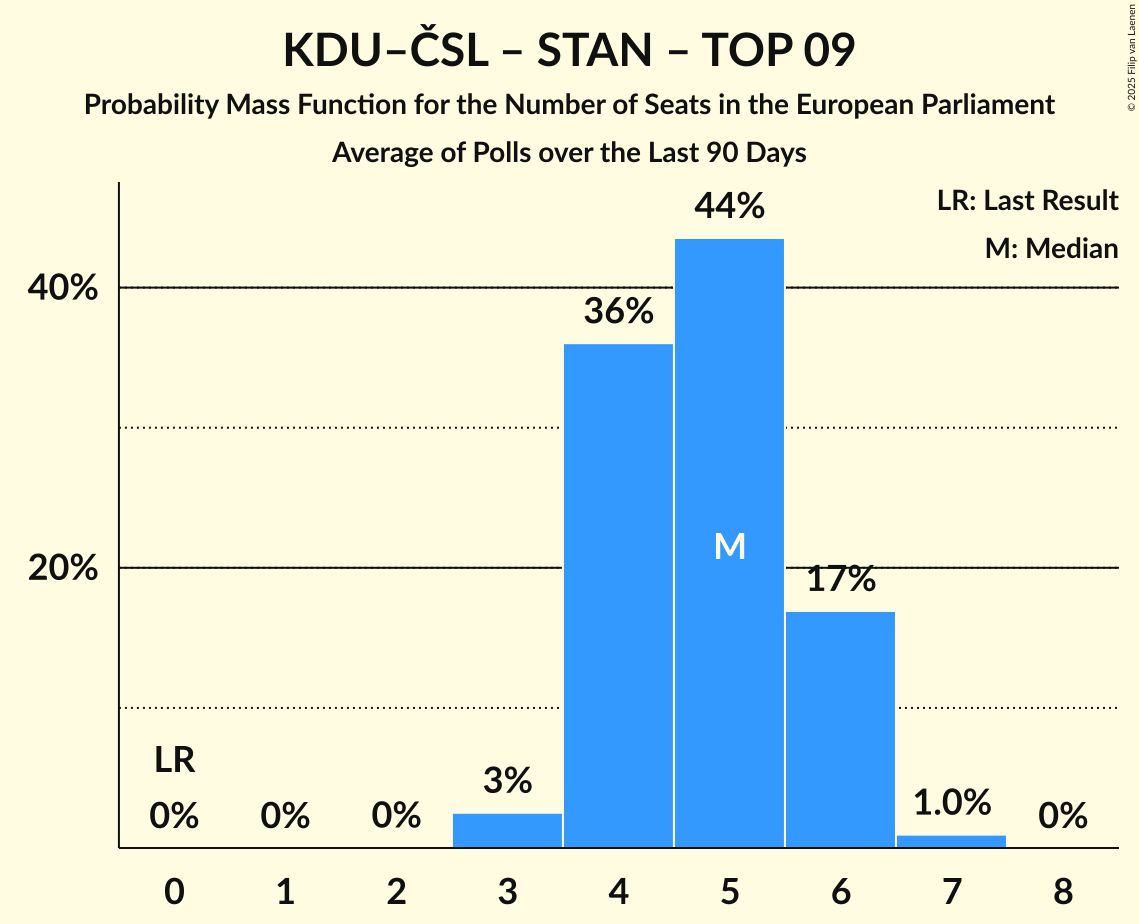 KDU–ČSL – STAN – TOP 09
Probability Mass Function for the Number of Seats in the European Parliament
Average of Polls over the Last 90 Days
© 2025 Filip van Laenen
LR: Last Result
M: Median
44%
40%
36%
M
20%
17%
LR
0%
0%
0%
3%
1.0%
0%
0 1 2 3 4 5 6 7 8